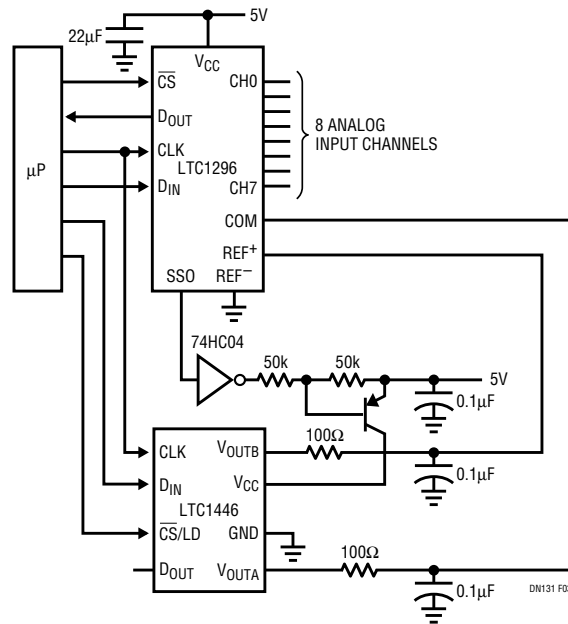 5V
22µF
VCC
CS
CH0
DOUT
8 ANALOG
INPUT CHANNELS
CLK
LTC1296
µP
DIN
CH7
COM
REF+
SSO
REF–
74HC04
50k
50k
5V
0.1µF
100Ω
CLK
VOUTB
0.1µF
DIN
VCC
LTC1446
CS/LD
GND
100Ω
DOUT
VOUTA
0.1µF